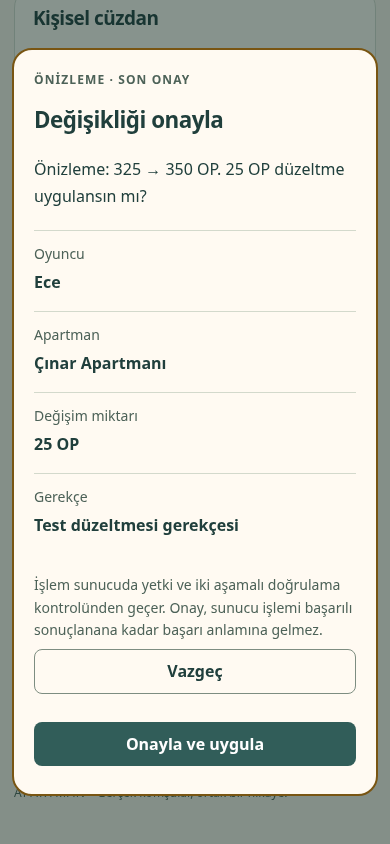 Kişisel cüzdan
ÖNİZLEME · SON ONAY
Değişikliği onayla
Önizleme: 325 → 350 OP. 25 OP düzeltme
uygulansın mı?
Oyuncu
Ece
Apartman
Çınar Apartmanı
Değişim miktarı
25 OP
Gerekçe
Test düzeltmesi gerekçesi
İşlem sunucuda yetki ve iki aşamalı doğrulama
kontrolünden geçer. Onay, sunucu işlemi başarılı
sonuçlanana kadar başarı anlamına gelmez.
Vazgeç
Onayla ve uygula